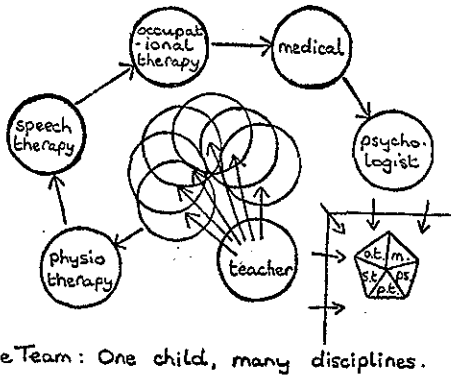 occupat
-ional
therapy
medical
speech
therapy
psycho-
logist
physio
therapy
teacher
o.t.
m.
s.t.
ps.
p.t.
e Team: One child, many disciplines.